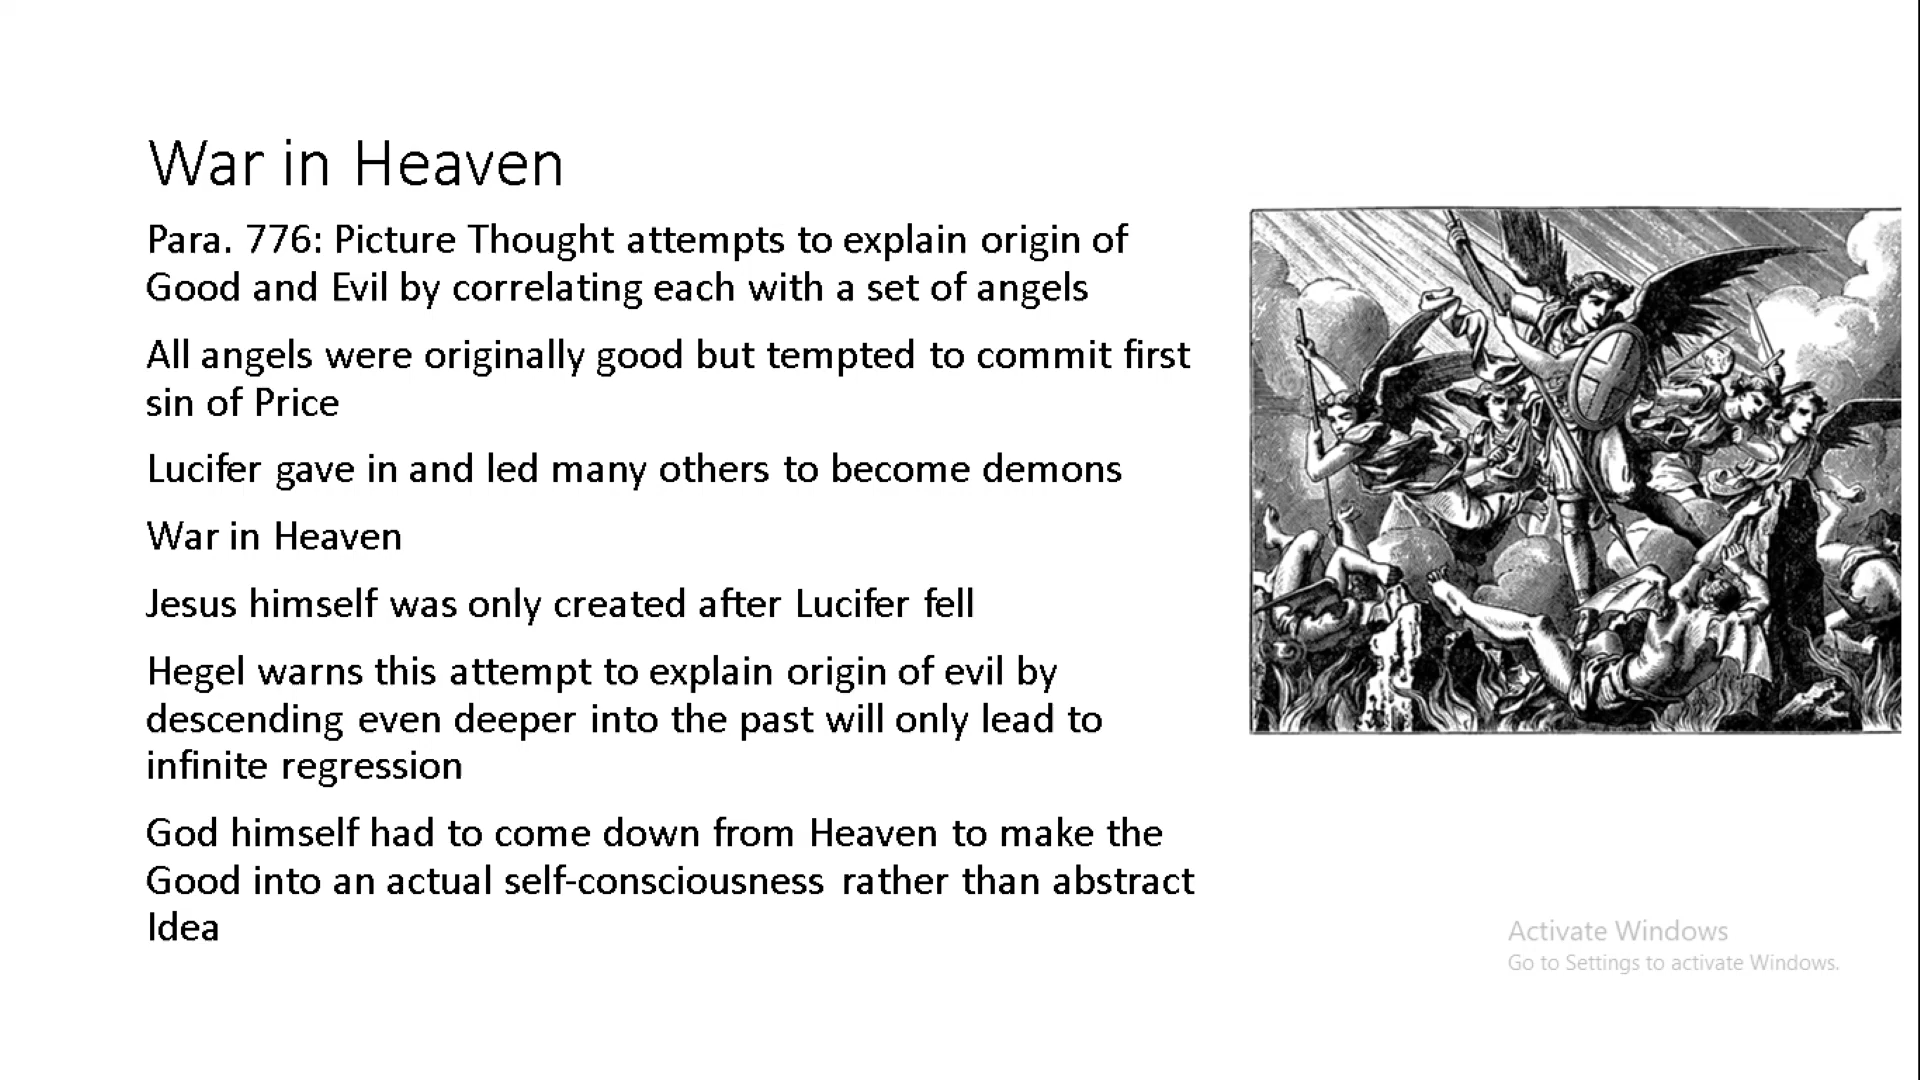 War in Heaven
Para. 776: Picture Thought attempts to explain origin of
Good and Evil by correlating each with a set of angels
All angels were originally good but tempted to commit first
sin of Price
Lucifer gave in and led many others to become demons
War in Heaven
Jesus himself was only created after Lucifer fell
Hegel warns this attempt to explain origin of evil by
descending even deeper into the past will only lead to
infinite regression
God himself had to come down from Heaven to make the
Good into an actual self-consciousness rather than abstract
Idea
Activate Windows
Go to Settings to activate Windows.